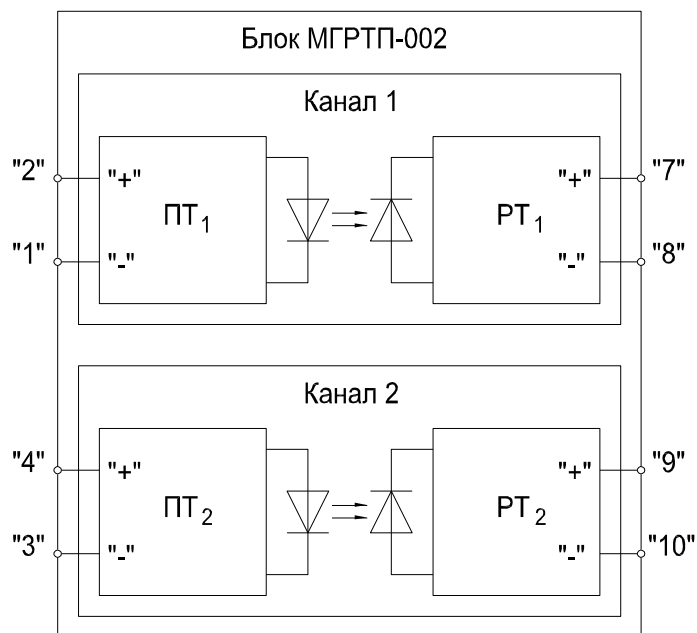 Блок МГРТП-002
Канал 1
"2" "+" "+" "7"
ПТ1 РТ1
"1" "-" "-" "8"
Канал 2
"4" "+" "+" "9"
ПТ2 РТ2
"3" "-" "-" "10"